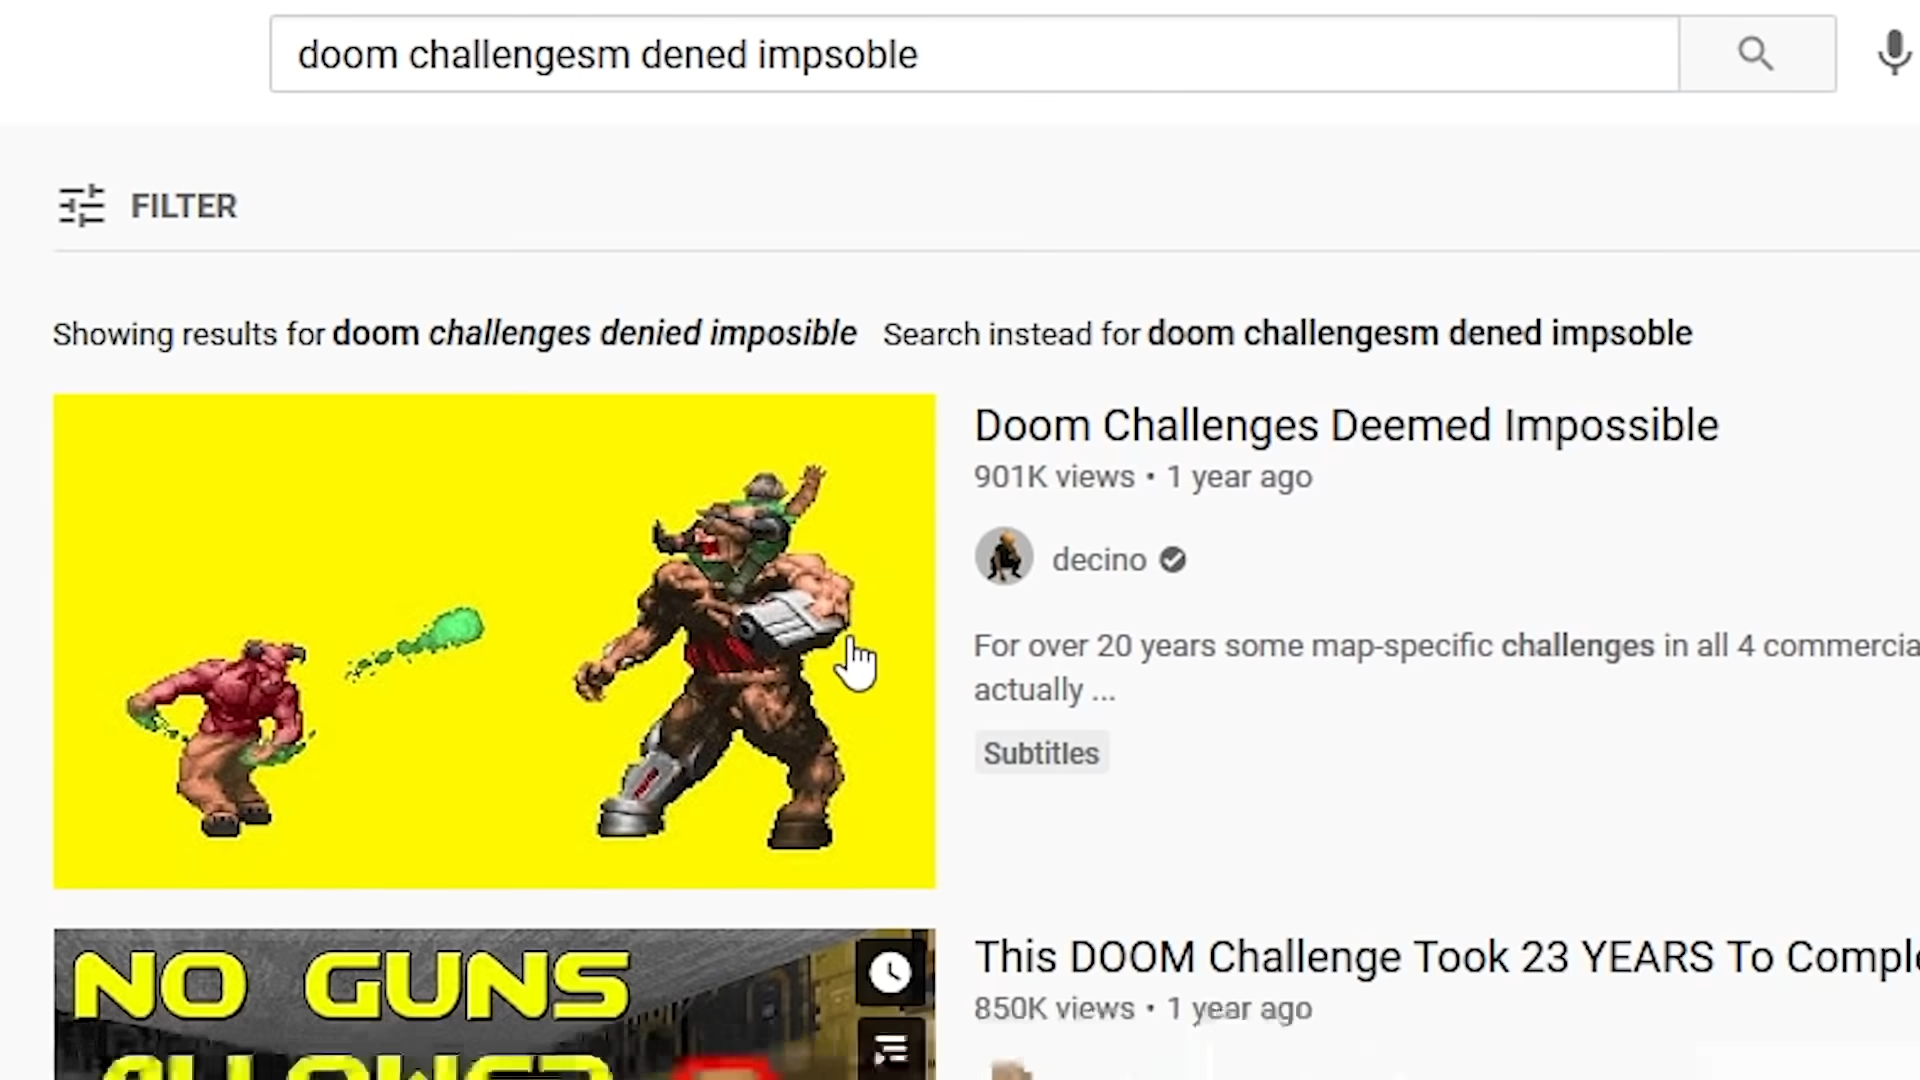 doom challengesm dened impsoble
FILTER
Showing results for doom challenges denied imposible Search instead for doom challengesm dened impsoble
Doom Challenges Deemed Impossible
901K views • 1 year ago
decino
For over 20 years some map-specific challenges in all 4 commercia
actually ...
Subtitles
NO GUNS
ALLOWED
This DOOM Challenge Took 23 YEARS To Comple
850K views • 1 year ago